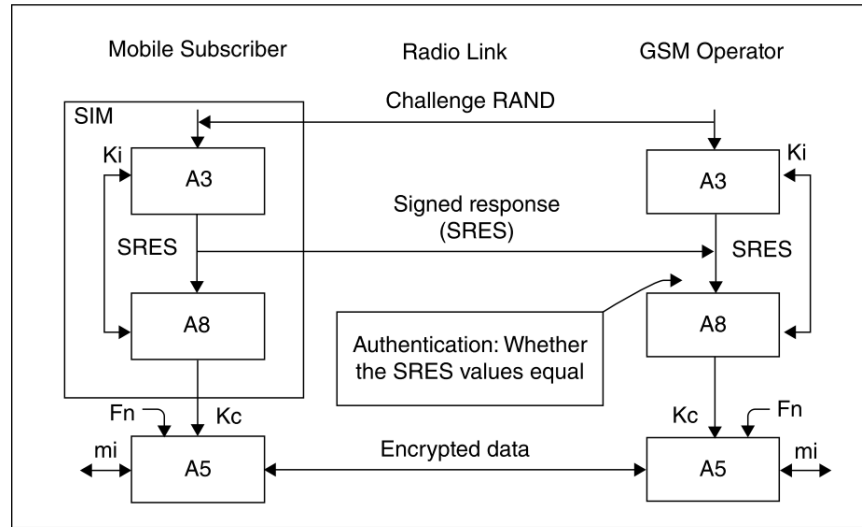 Mobile Subscriber
Radio Link
GSM Operator
Challenge RAND
SIM
Ki
A3
Ki
A3
Signed response
(SRES)
SRES
SRES
A8
A8
Authentication: Whether
the SRES values equal
Fn
Kc
Kc
Fn
mi
A5
Encrypted data
A5
mi